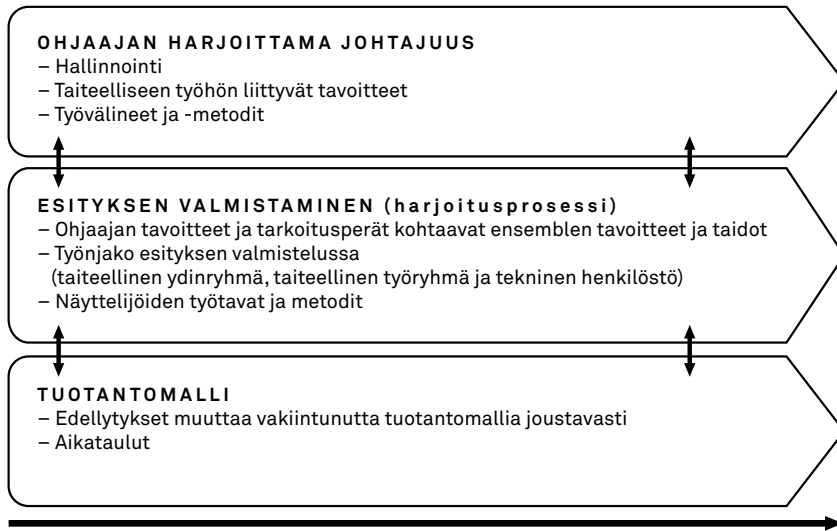 OHJAAJAN HARJOITTAMA JOHTAJUUS
– Hallinnointi
– Taiteelliseen työhön liittyvät tavoitteet
– Työvälineet ja -metodit
ESITYKSEN VALMISTAMINEN (harjoitusprosessi)
– Ohjaajan tavoitteet ja tarkoitusperät kohtaavat ensemblen tavoitteet ja taidot
– Työnjako esityksen valmistelussa
(taiteellinen ydinryhmä, taiteellinen työryhmä ja tekninen henkilöstö)
– Näyttelijöiden työtavat ja metodit
TUOTANTOMALLI
– Edellytykset muuttaa vakiintunutta tuotantomallia joustavasti
– Aikataulut